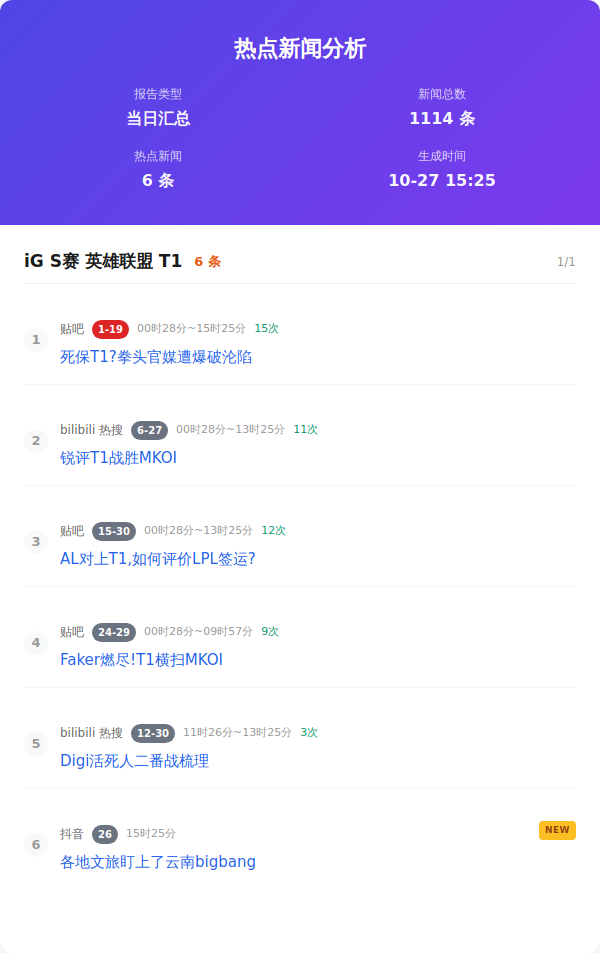 热点新闻分析
报告类型
新闻总数
当日汇总
1114 条
热点新闻
生成时间
6 条
10-27 15:25
iG S赛 英雄联盟 T1 6 条 1/1
1
贴吧 1-19 00时28分~15时25分 15次
死保T1?拳头官媒遭爆破沦陷
2
bilibili 热搜 6-27 00时28分~13时25分 11次
锐评T1战胜MKOI
3
贴吧 15-30 00时28分~13时25分 12次
AL对上T1,如何评价LPL签运?
4
贴吧 24-29 00时28分~09时57分 9次
Faker燃尽!T1横扫MKOI
5
bilibili 热搜 12-30 11时26分~13时25分 3次
Digi活死人二番战梳理
6
抖音 26 15时25分 NEW
各地文旅盯上了云南bigbang